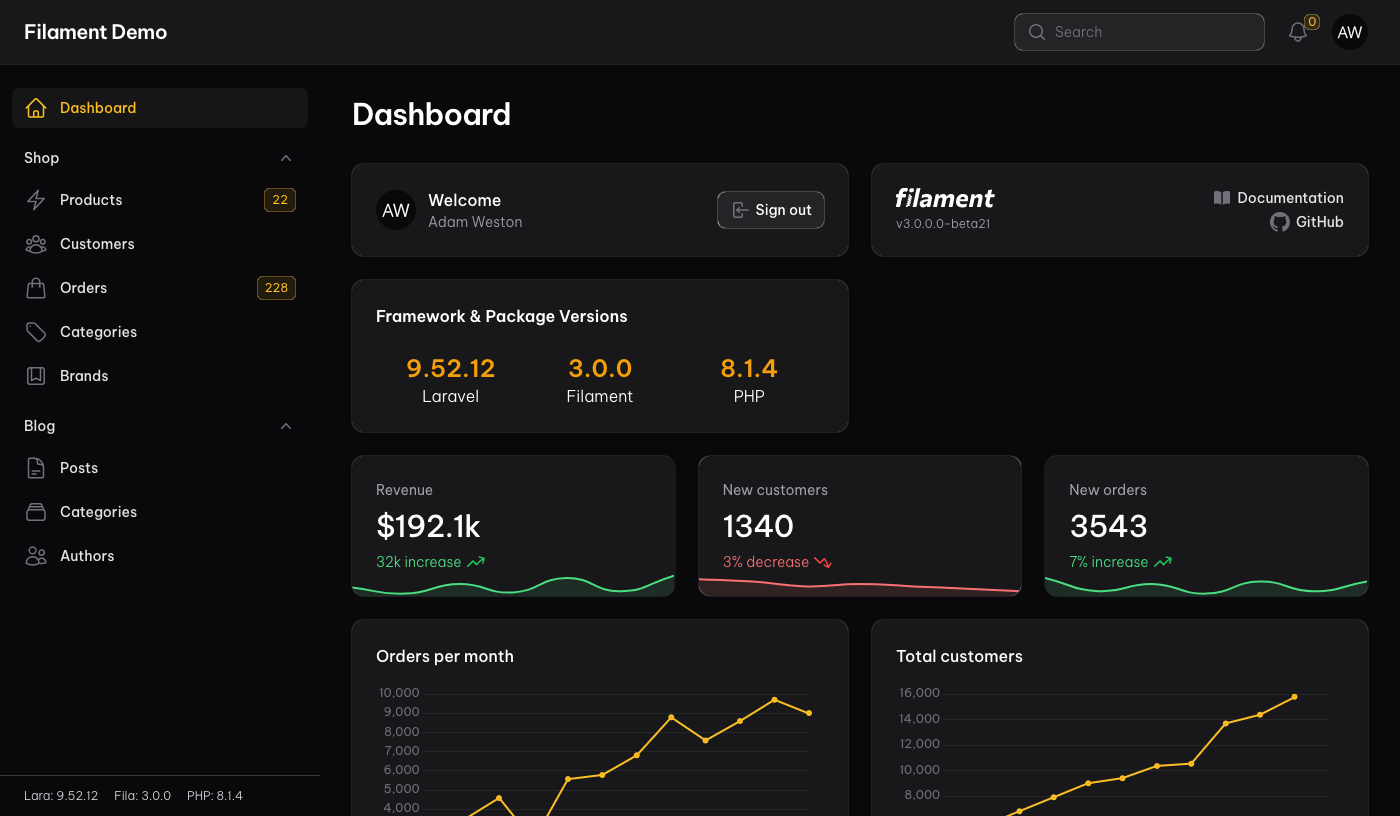 Filament Demo
Search
0
AW
Dashboard
Shop
Products
22
Customers
Orders
228
Categories
Brands
Blog
Posts
Categories
Authors
Lara: 9.52.12 Fila: 3.0.0 PHP: 8.1.4
Dashboard
AW
Welcome
Adam Weston
Sign out
filament
v3.0.0.0-beta21
Documentation
GitHub
Framework & Package Versions
9.52.12
Laravel
3.0.0
Filament
8.1.4
PHP
Revenue
$192.1k
32k increase
New customers
1340
3% decrease
New orders
3543
7% increase
Orders per month
10,000
9,000
8,000
7,000
6,000
5,000
4,000
Total customers
16,000
14,000
12,000
10,000
8,000